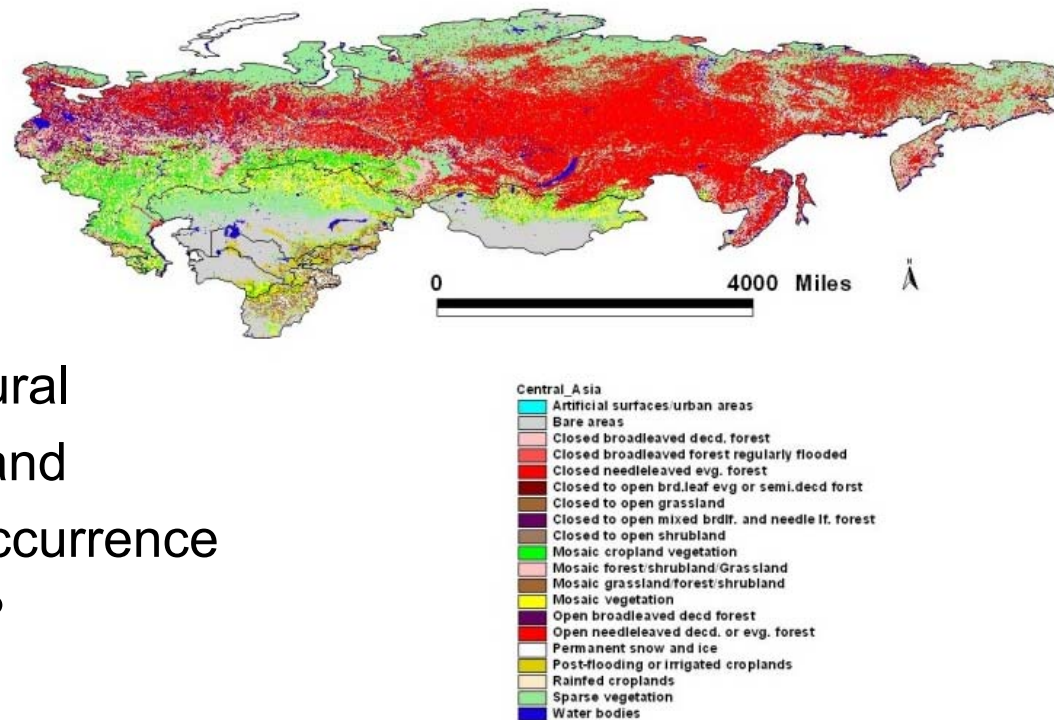 N
0 4000 Miles
ural
and
ccurrence
?
Central_Asia
Artificial surfaces/urban areas
Bare areas
Closed broadleaved decd. forest
Closed broadleaved forest regularly flooded
Closed needleleaved evg. forest
Closed to open brd.leaf evg or semi.decd forst
Closed to open grassland
Closed to open mixed brdlf. and needle lf. forest
Closed to open shrubland
Mosaic cropland vegetation
Mosaic forest/shrubland/Grassland
Mosaic grassland/forest/shrubland
Mosaic vegetation
Open broadleaved decd forest
Open needleleaved decd. or evg. forest
Permanent snow and ice
Post-flooding or irrigated croplands
Rainfed croplands
Sparse vegetation
Water bodies